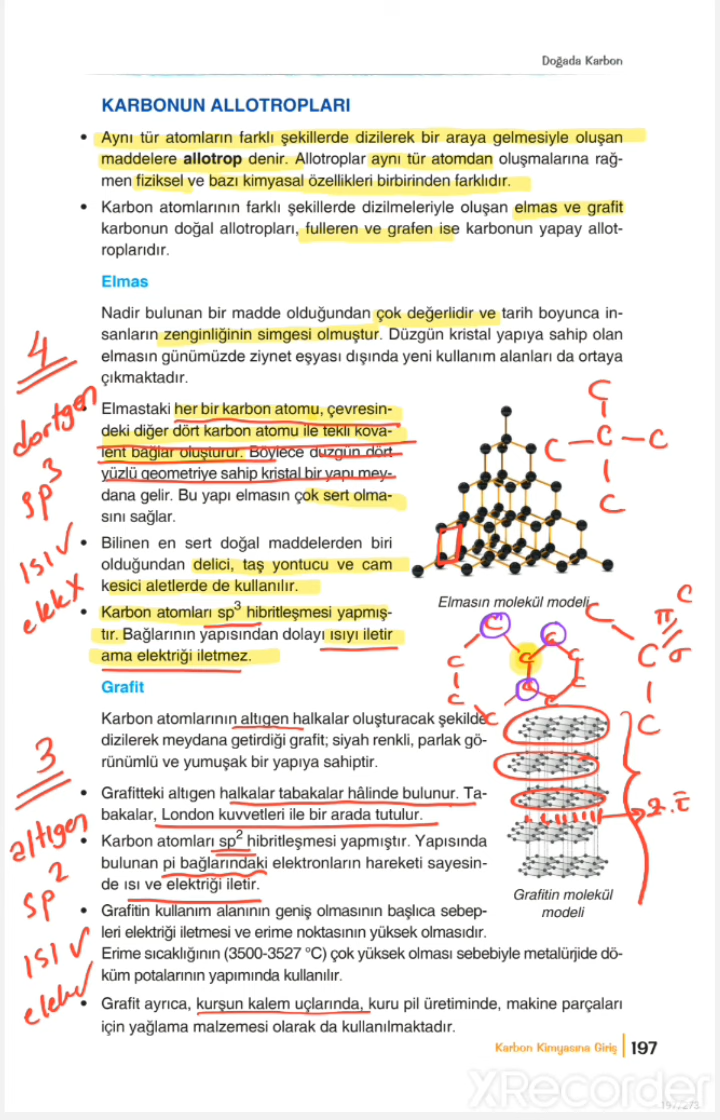 Doğada Karbon
KARBONUN ALLOTROPLARI
• Aynı tür atomların farklı şekillerde dizilerek bir araya gelmesiyle oluşan
maddelere allotrop denir. Allotroplar aynı tür atomdan oluşmalarına rağ-
men fiziksel ve bazı kimyasal özellikleri birbirinden farklıdır.
• Karbon atomlarının farklı şekillerde dizilmeleriyle oluşan elmas ve grafit
karbonun doğal allotropları, fulleren ve grafen ise karbonun yapay allot-
roplarıdır.
Elmas
Nadir bulunan bir madde olduğundan çok değerlidir ve tarih boyunca in-
sanların zenginliğinin simgesi olmuştur. Düzgün kristal yapıya sahip olan
elmasın günümüzde ziynet eşyası dışında yeni kullanım alanları da ortaya
çıkmaktadır.
4
dörtgen
sp³
ısı √
elek X
• Elmastaki her bir karbon atomu, çevresin-
deki diğer dört karbon atomu ile tekli kova-
lent bağlar oluşturur. Böylece düzgün dört
yüzlü geometriye sahip kristal bir yapı mey-
dana gelir. Bu yapı elmasın çok sert olma-
sını sağlar.
• Bilinen en sert doğal maddelerden biri
olduğundan delici, taş yontucu ve cam
kesici aletlerde de kullanılır.
• Karbon atomları sp³ hibritleşmesi yapmış-
tır. Bağlarının yapısından dolayı ısıyı iletir
ama elektriği iletmez.
C
C-C-C
C
Elmasın molekül modeli
C
C
C
C
C
C
C
C
C
C
C
C
π
σ
C
C
Grafit
Karbon atomlarının altıgen halkalar oluşturacak şekilde
dizilerek meydana getirdiği grafit; siyah renkli, parlak gö-
rünümlü ve yumuşak bir yapıya sahiptir.
3
altıgen
sp²
ısı √
elek √
• Grafitteki altıgen halkalar tabakalar hâlinde bulunur. Ta-
bakalar, London kuvvetleri ile bir arada tutulur.
• Karbon atomları sp² hibritleşmesi yapmıştır. Yapısında
bulunan pi bağlarındaki elektronların hareketi sayesin-
de ısı ve elektriği iletir.
• Grafitin kullanım alanının geniş olmasının başlıca sebep-
leri elektriği iletmesi ve erime noktasının yüksek olmasıdır.
Erime sıcaklığının (3500-3527 °C) çok yüksek olması sebebiyle metalürjide dö-
küm potalarının yapımında kullanılır.
• Grafit ayrıca, kurşun kalem uçlarında, kuru pil üretiminde, makine parçaları
için yağlama malzemesi olarak da kullanılmaktadır.
Grafitin molekül
modeli
Karbon Kimyasına Giriş 197
XRecorder
197/273